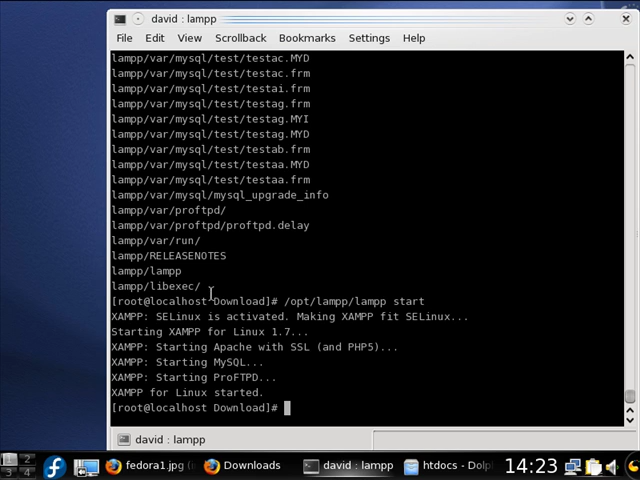 david : lampp
File Edit View Scrollback Bookmarks Settings Help
lampp/var/mysql/test/testac.MYD
lampp/var/mysql/test/testac.frm
lampp/var/mysql/test/testai.frm
lampp/var/mysql/test/testag.frm
lampp/var/mysql/test/testag.MYI
lampp/var/mysql/test/testag.MYD
lampp/var/mysql/test/testab.frm
lampp/var/mysql/test/testaa.MYD
lampp/var/mysql/test/testaa.frm
lampp/var/mysql/mysql_upgrade_info
lampp/var/proftpd/
lampp/var/proftpd/proftpd.delay
lampp/var/run/
lampp/RELEASENOTES
lampp/lampp
lampp/libexec/
[root@localhost Download]# /opt/lampp/lampp start
XAMPP: SELinux is activated. Making XAMPP fit SELinux...
Starting XAMPP for Linux 1.7...
XAMPP: Starting Apache with SSL (and PHP5)...
XAMPP: Starting MySQL...
XAMPP: Starting ProFTPD...
XAMPP for Linux started.
[root@localhost Download]#
david : lampp
1 2 3 4 fedora1.jpg ( Downloads david : lampp htdocs - Dolp 14:23